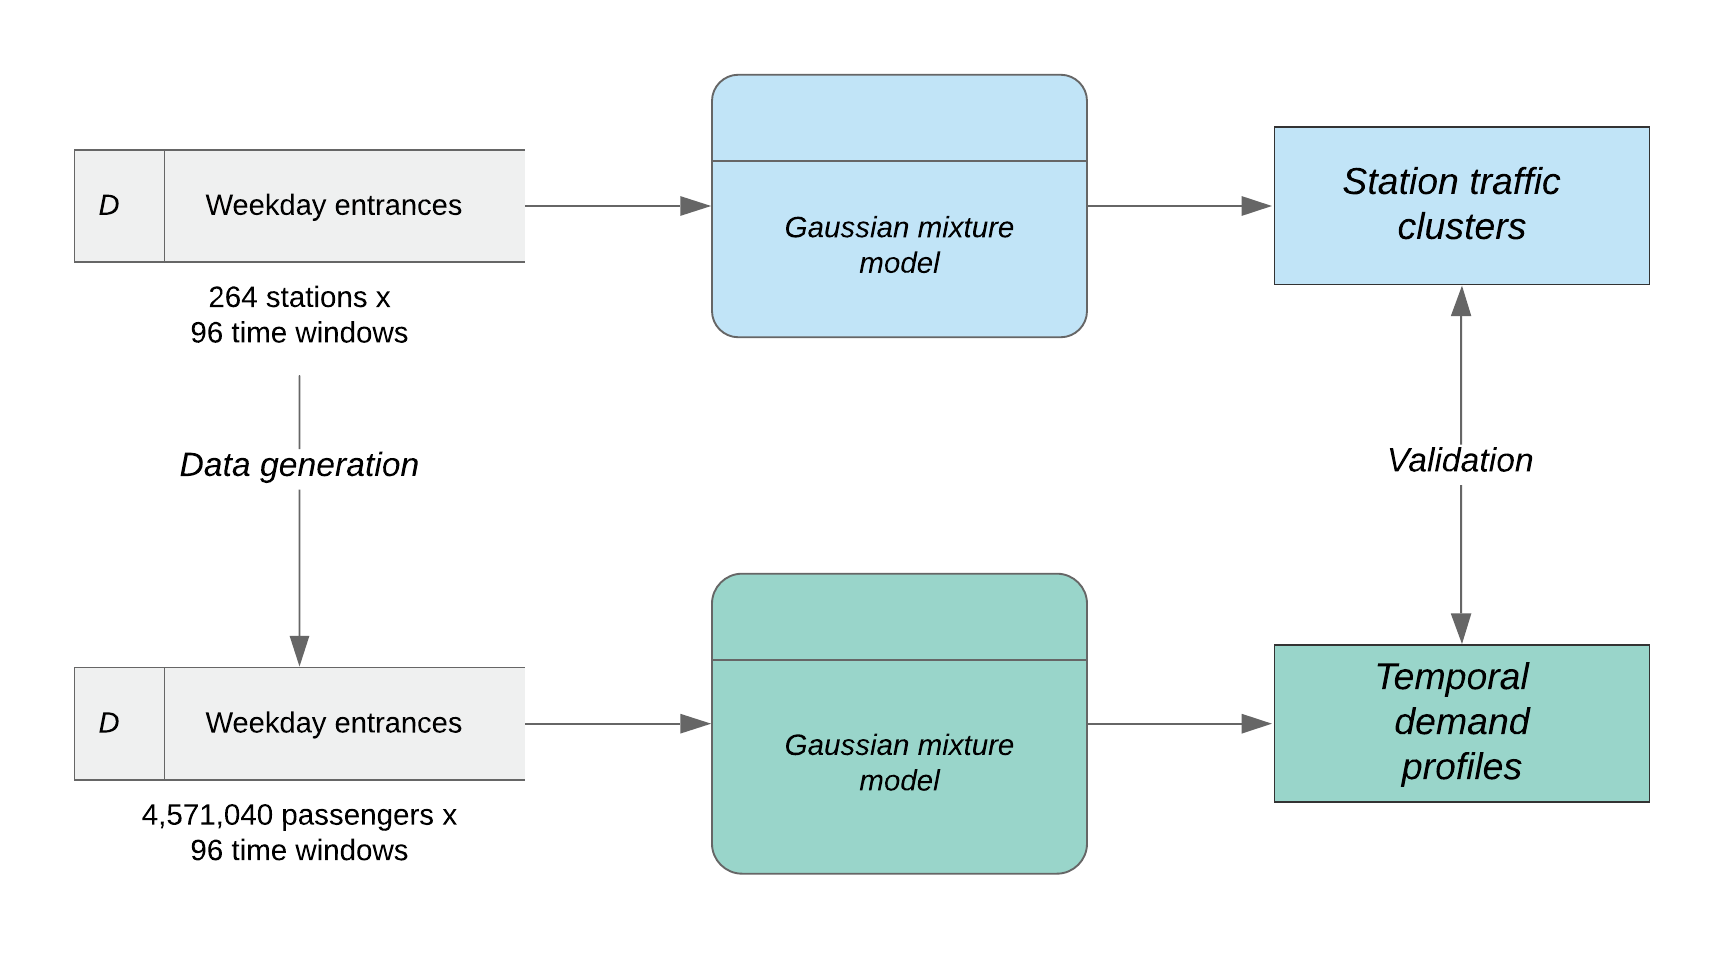 D
Weekday entrances
264 stations x
96 time windows
Gaussian mixture
model
Station traffic
clusters
Data generation
Validation
D
Weekday entrances
4,571,040 passengers x
96 time windows
Gaussian mixture
model
Temporal
demand
profiles